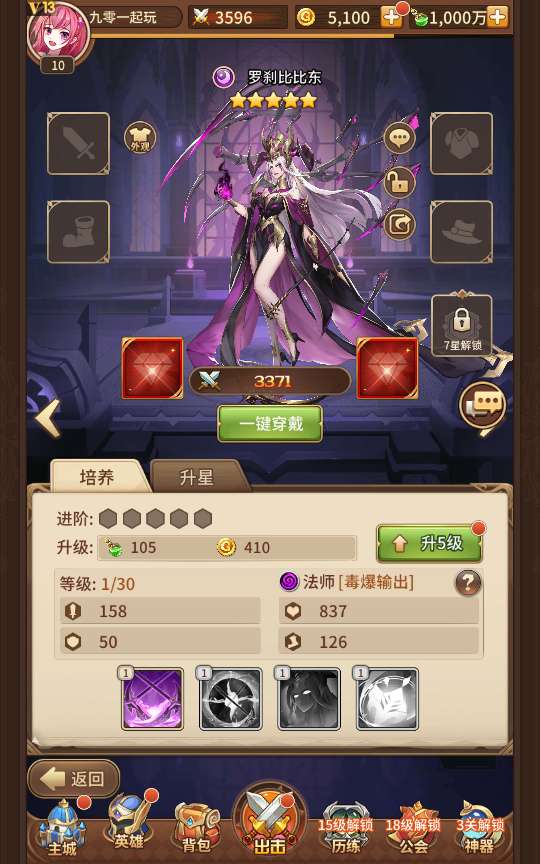 V13
九零一起玩
3596
5,100
1,000万
10
罗刹比比东
外观
7星解锁
3371
一键穿戴
培养
升星
进阶:
升级:
105
410
升5级
等级: 1/30
法师 [毒爆输出]
?
158
837
50
126
1
1
1
1
返回
主城
英雄
背包
出击
15级解锁
历练
18级解锁
公会
3关解锁
神器